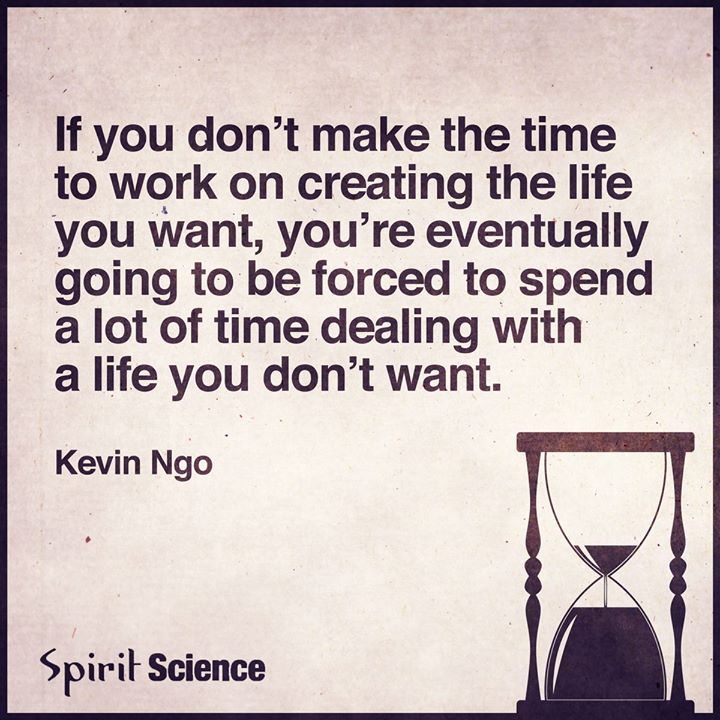 If you don’t make the time
to work on creating the life
you want, you’re eventually
going to be forced to spend
a lot of time dealing with
a life you don’t want.
Kevin Ngo
Spirit Science